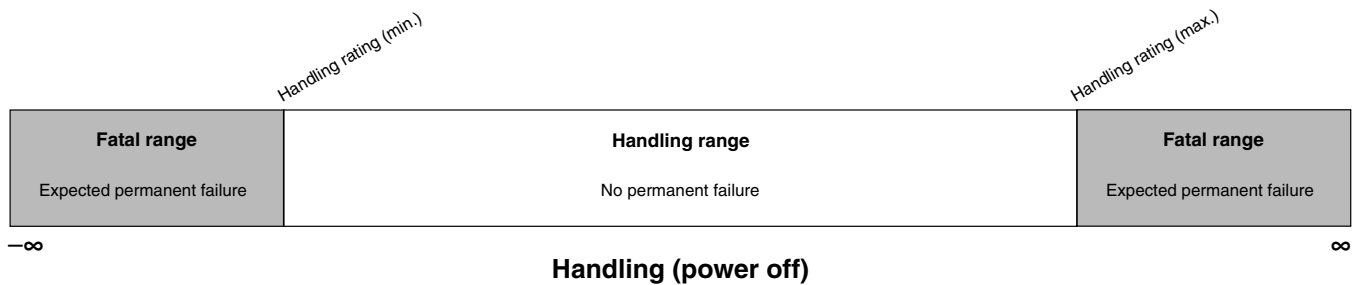 Handling rating (min.)
Handling rating (max.)
Fatal range
Handling range
Fatal range
Expected permanent failure
No permanent failure
Expected permanent failure
–∞
∞
Handling (power off)